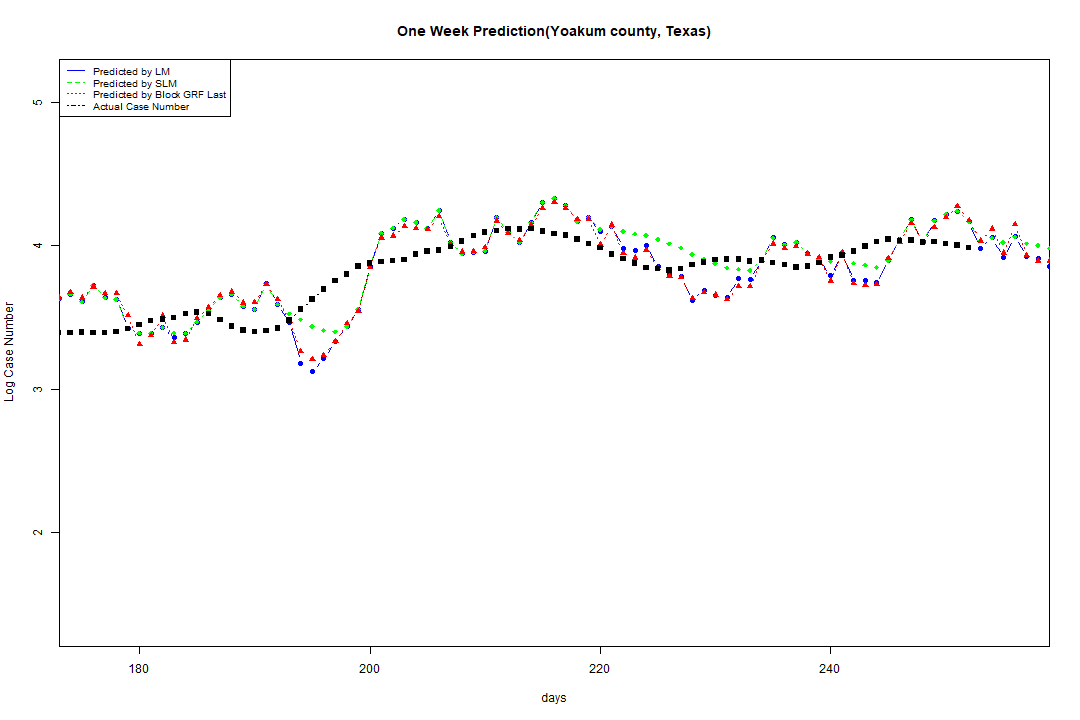 One Week Prediction(Yoakum county, Texas)
Predicted by LM
Predicted by SLM
Predicted by Block GRF Last
Actual Case Number
5
4
3
2
Log Case Number
180
200
220
240
days